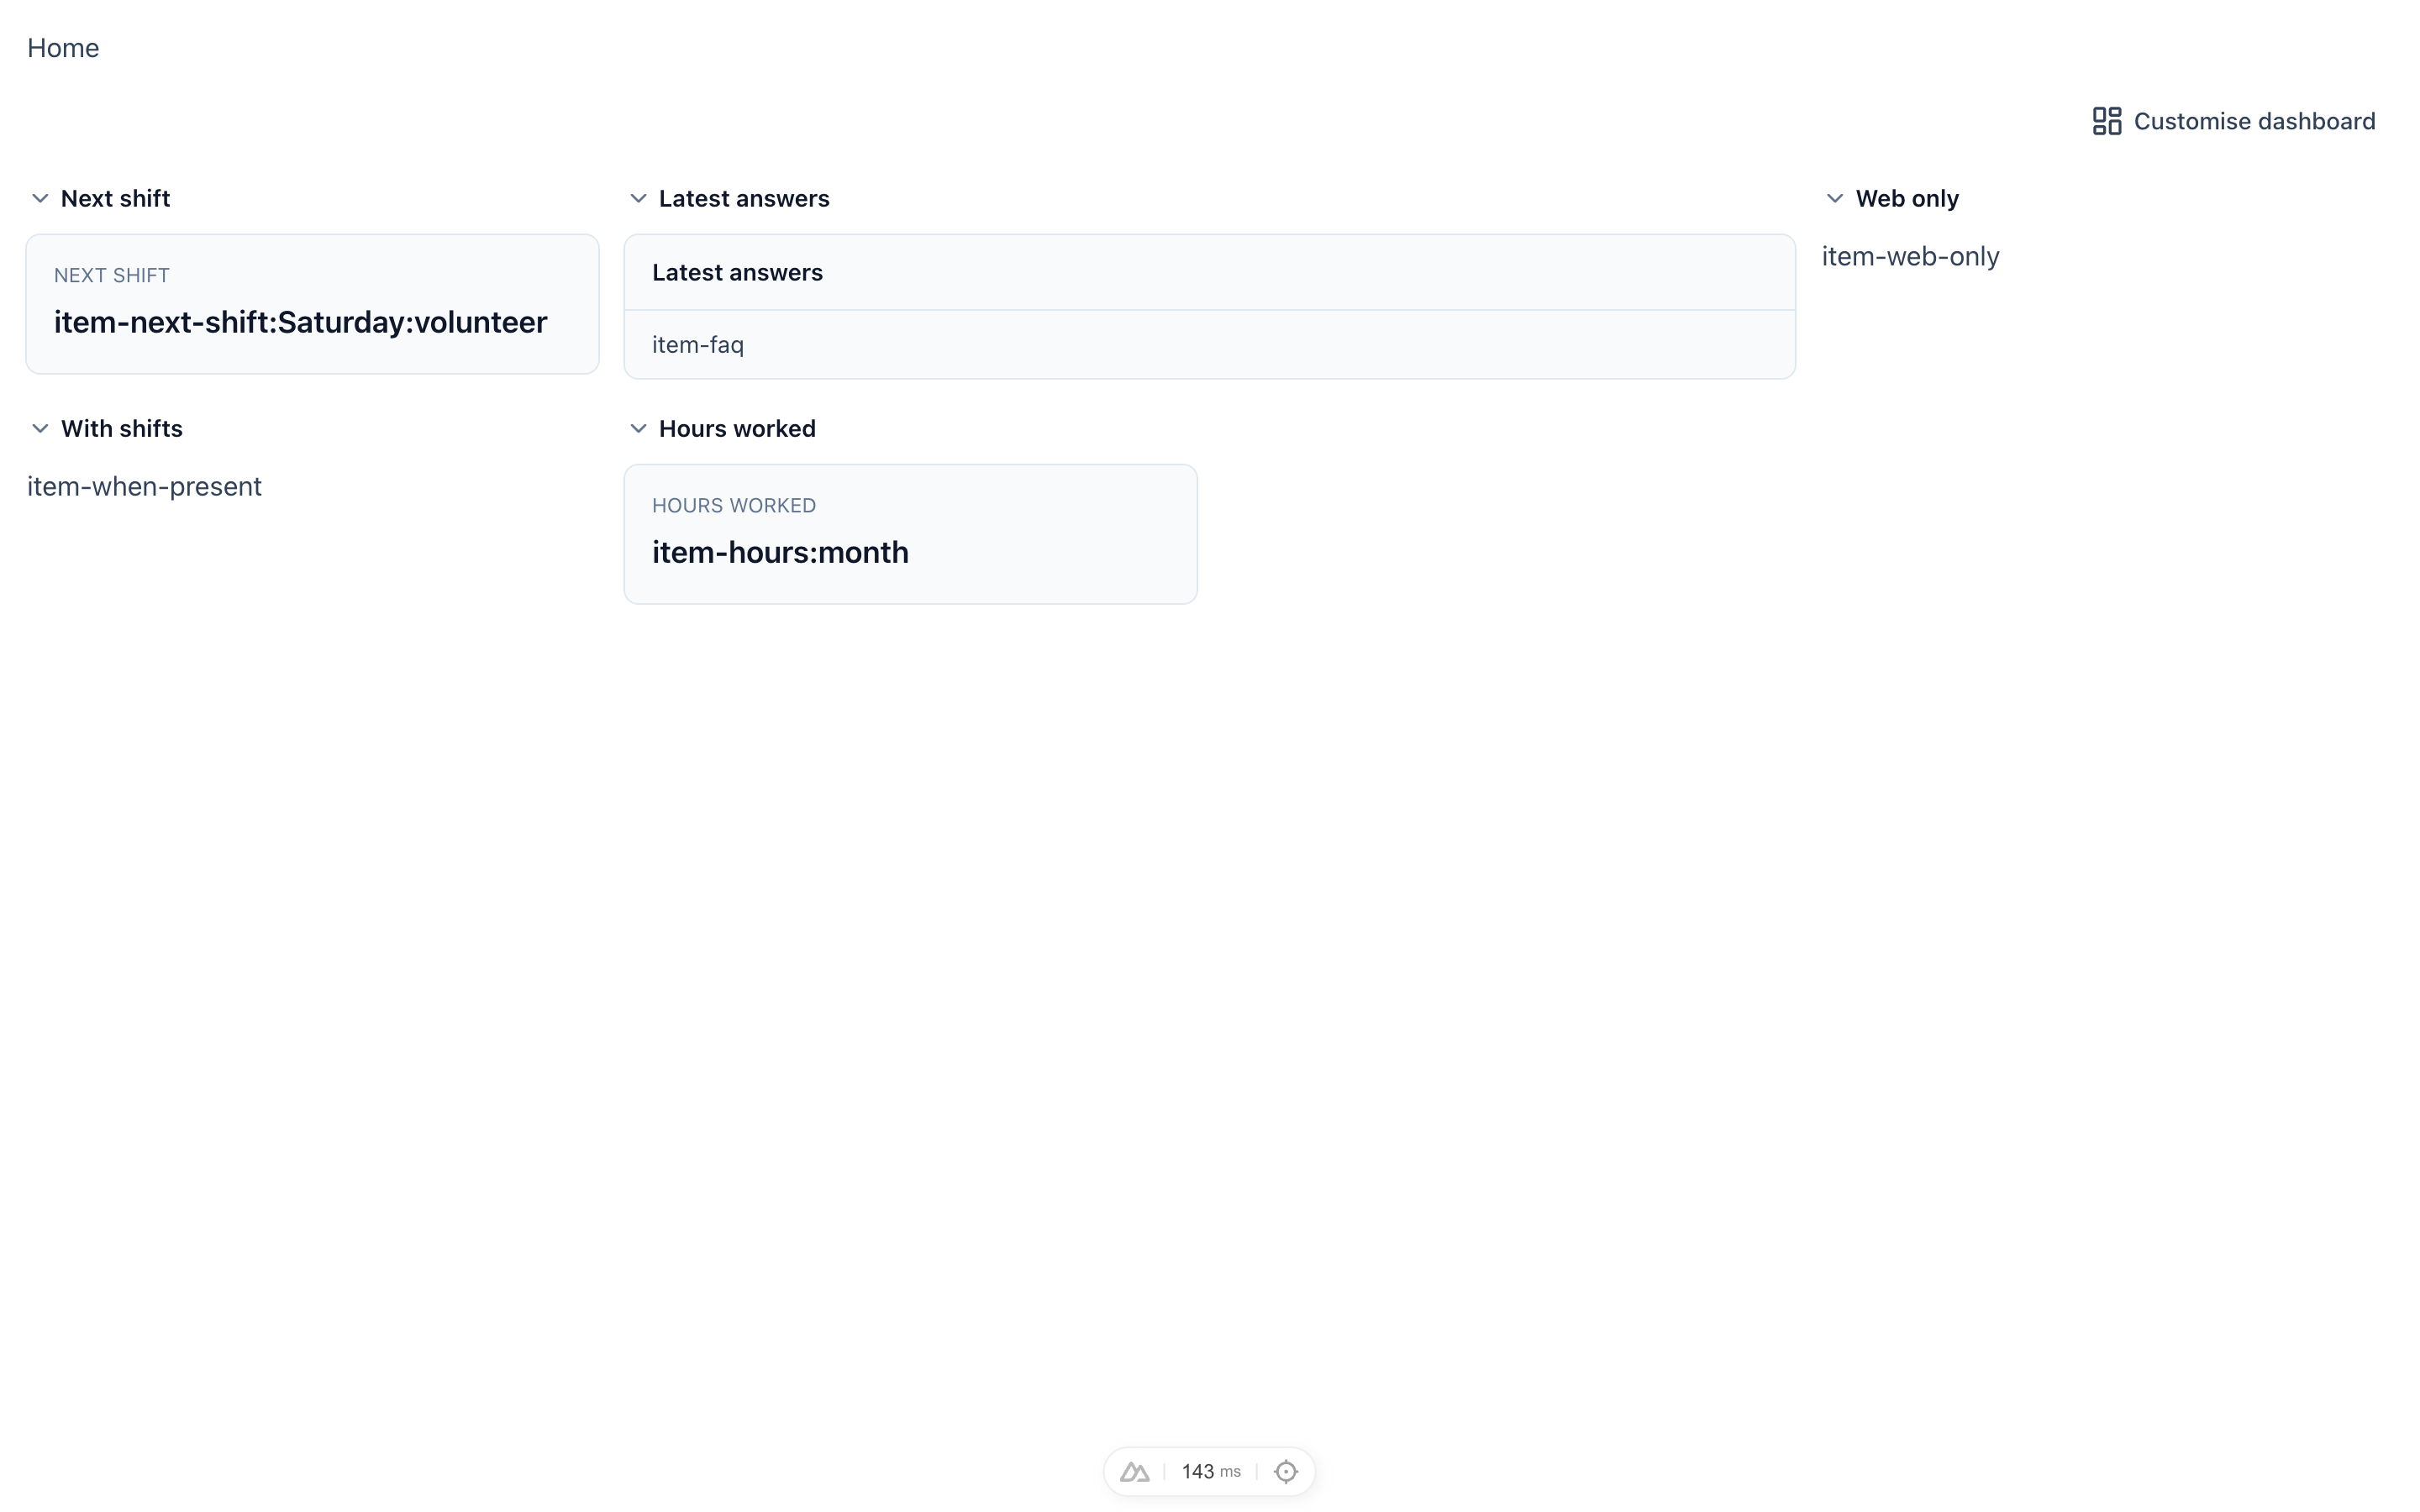 Home
Customise dashboard
Next shift
NEXT SHIFT
item-next-shift:Saturday:volunteer
Latest answers
Latest answers
item-faq
Web only
item-web-only
With shifts
item-when-present
Hours worked
HOURS WORKED
item-hours:month
143 ms